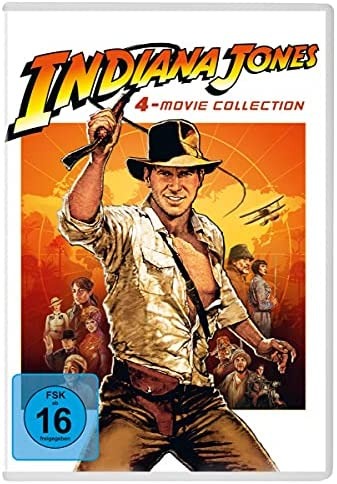 INDIANA JONES
4-MOVIE COLLECTION
FSK
ab
16
freigegeben